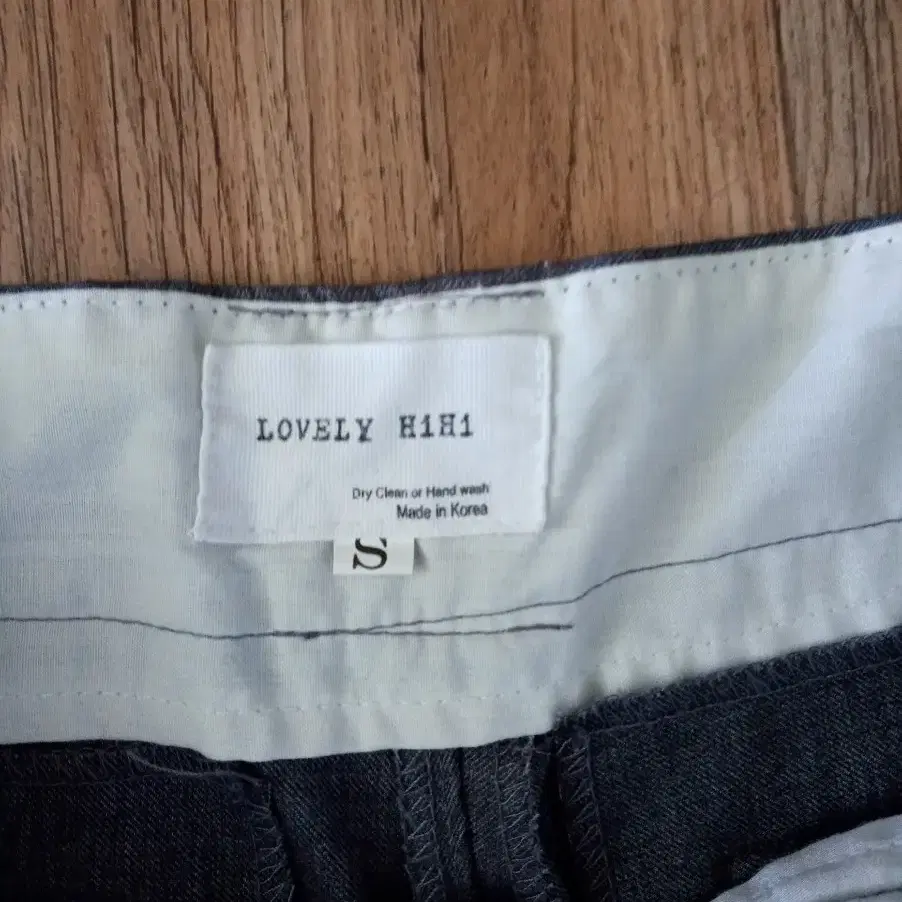 LOVELY H1H1
Dry Clean or Hand wash
Made in Korea
S